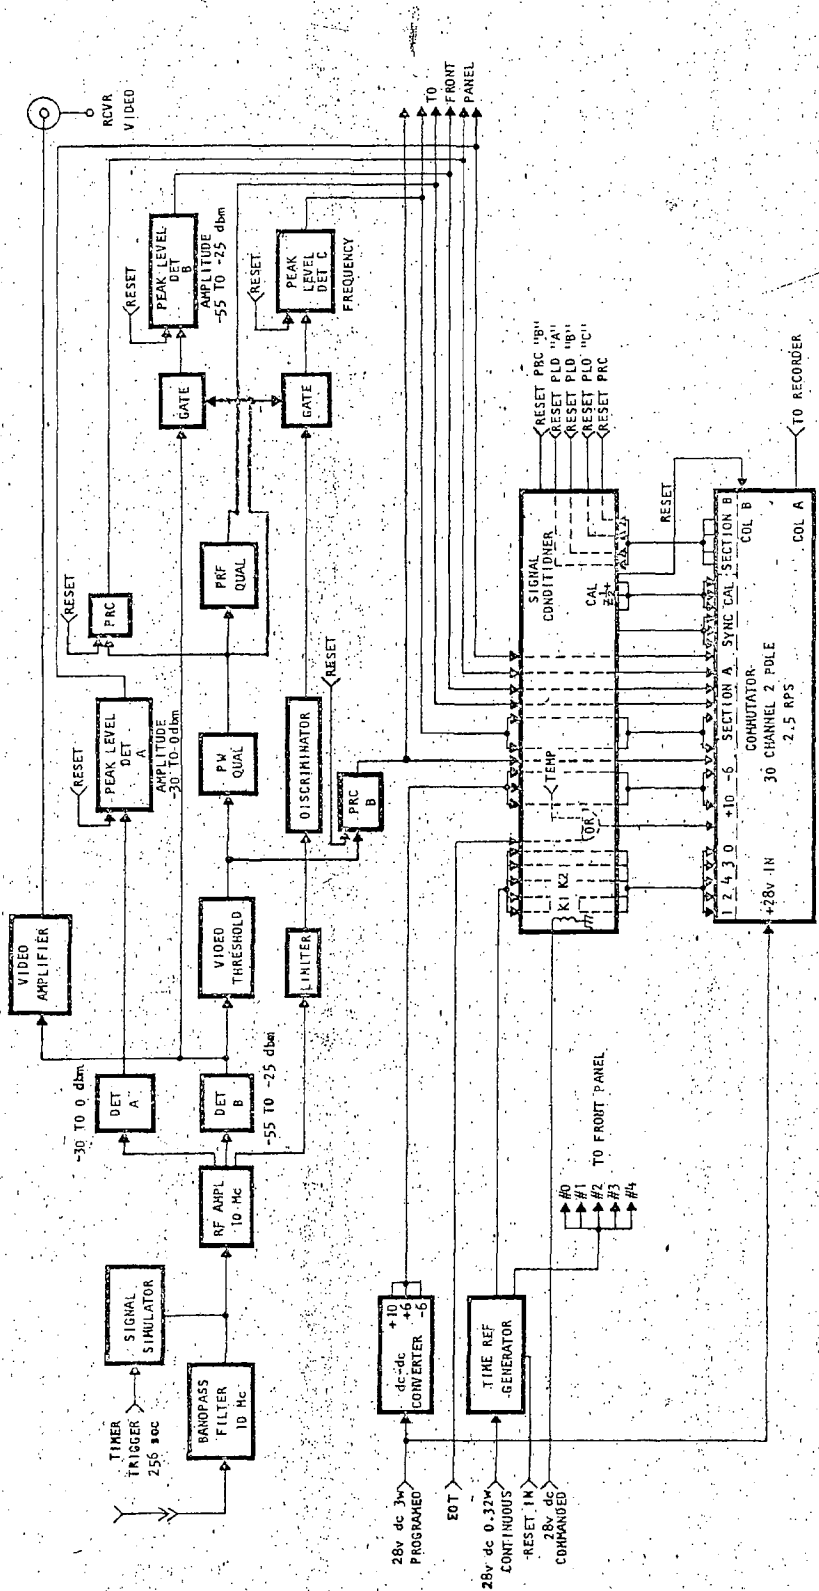 TIMER
TRIGGER
256 sec
SIGNAL
SIMULATOR
BANDPASS
FILTER
10 Mc
RF AMPL
10 Mc
-30 TO 0 dbm
DET
A
DET
B
-55 TO -25 dbm
VIDEO
AMPLIFIER
VIDEO
THRESHOLD
LIMITER
RESET
PEAK LEVEL
DET
A
AMPLITUDE
-30 TO 0dbm
PW
QUAL
DISCRIMINATOR
RESET
PRC
B
RESET
PRC
PRF
QUAL
GATE
GATE
RESET
PEAK LEVEL
DET
B
AMPLITUDE
-55 TO -25 dbm
RESET
PEAK
LEVEL
DET C
FREQUENCY
RCVR
VIDEO
TO
FRONT
PANEL
28v dc 3w
PROGRAMED
EOT
28v dc 0.32w
CONTINUOUS
RESET IN
28v dc
COMMANDED
dc-dc
CONVERTER
+10
+6
-6
TIME REF
GENERATOR
#0
#1
#2
#3
#4
TO FRONT PANEL
K1 K2
OR
TEMP
SIGNAL
CONDITIONER
CAL
Z 1/2 +
RESET PRC "B"
RESET PLD "A"
RESET PLD "B"
RESET PLD "C"
RESET PRC
RESET
1 2 4 3 0 +10 -6 SECTION A SYNC CAL SECTION B
+28v IN
COMMUTATOR
30 CHANNEL 2 POLE
2.5 RPS
COL B
COL A
TO RECORDER